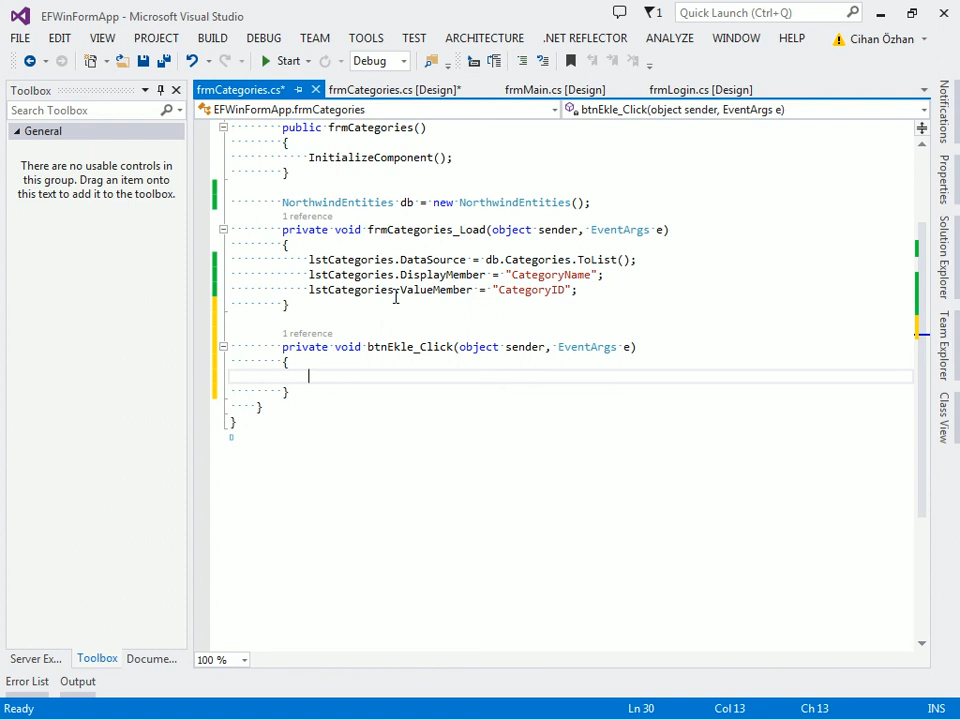 EFWinFormApp - Microsoft Visual Studio
1
Quick Launch (Ctrl+Q)
FILE EDIT VIEW PROJECT BUILD DEBUG TEAM TOOLS TEST ARCHITECTURE .NET REFLECTOR ANALYZE WINDOW HELP Cihan Özhan
Start Debug
Toolbox
Search Toolbox
General
There are no usable controls in
this group. Drag an item onto
this text to add it to the toolbox.
frmCategories.cs* frmCategories.cs [Design]* frmMain.cs [Design] frmLogin.cs [Design]
EFWinFormApp.frmCategories btnEkle_Click(object sender, EventArgs e)
public frmCategories()
{
InitializeComponent();
}
NorthwindEntities db = new NorthwindEntities();
1 reference
private void frmCategories_Load(object sender, EventArgs e)
{
lstCategories.DataSource = db.Categories.ToList();
lstCategories.DisplayMember = "CategoryName";
lstCategories.ValueMember = "CategoryID";
}
1 reference
private void btnEkle_Click(object sender, EventArgs e)
{
}
}
}
Notifications
Properties
Solution Explorer
Team Explorer
Class View
100 %
Server Ex... Toolbox Docume...
Error List Output
Ready Ln 30 Col 13 Ch 13 INS